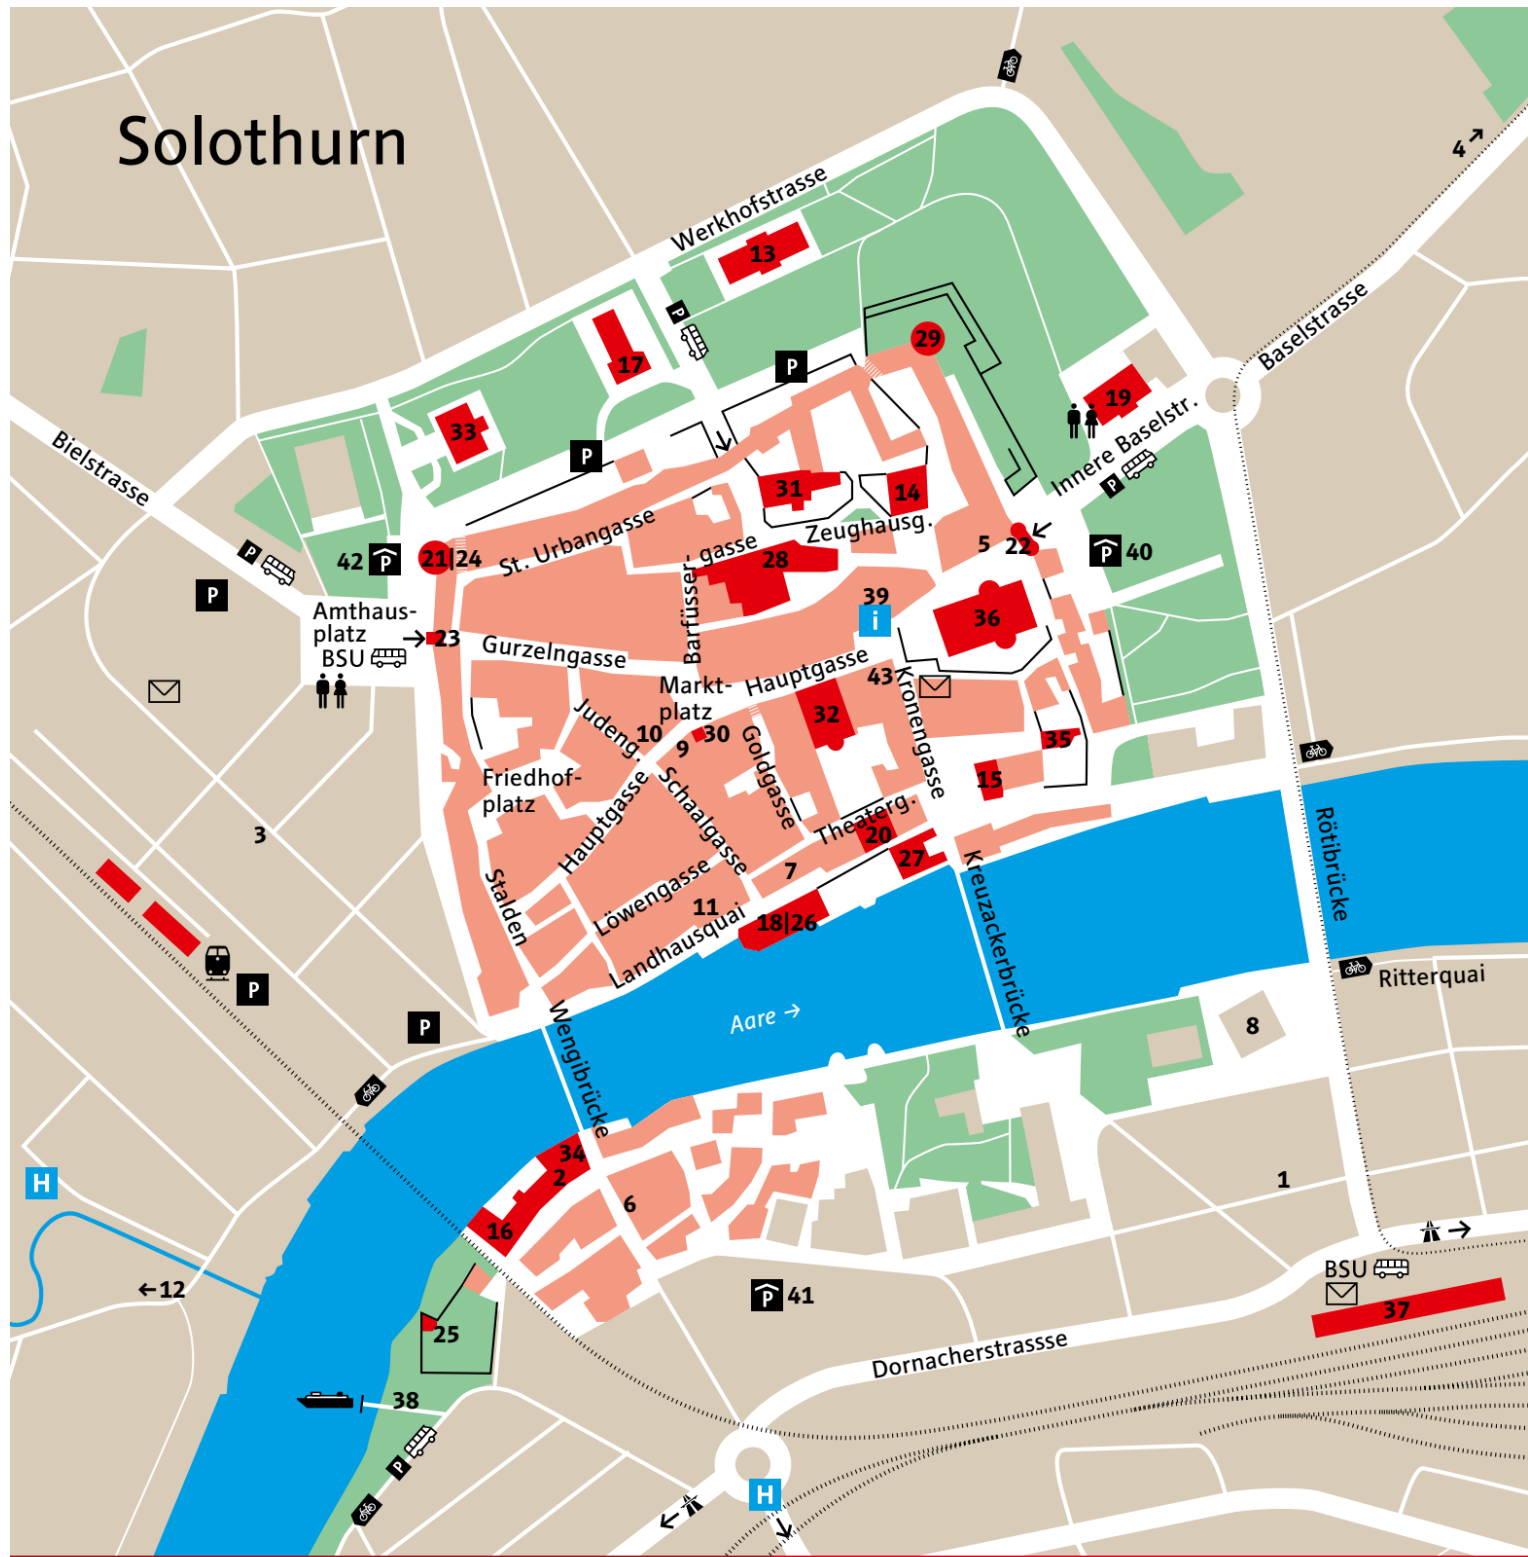 Solothurn
4
Werkhofstrasse
13
P
29
17
P
Baselstrasse
19
33
P
Innere Baselstr.
P
Bielstrasse
31
14
St. Urbangasse
Zeughausg.
5
22
P
42
P
21|24
Barfüsser-gasse
28
P
40
P
39
i
36
Amthaus-
platz
23
BSU
Gurzelngasse
Hauptgasse
43
Kronengasse
Markt-
platz
32
Judeng.
10
9
30
35
Goldgasse
Friedhof-
platz
Schaalgasse
15
Hauptgasse
Theaterg.
20
3
27
7
Rötibrücke
Kreuzackerbrücke
Stalden
Löwengasse
11
18|26
Landhausquai
P
Ritterquai
P
Wengibrücke
Aare
8
34
2
H
6
1
16
12
BSU
P
41
37
25
Dornacherstrassse
38
P
H